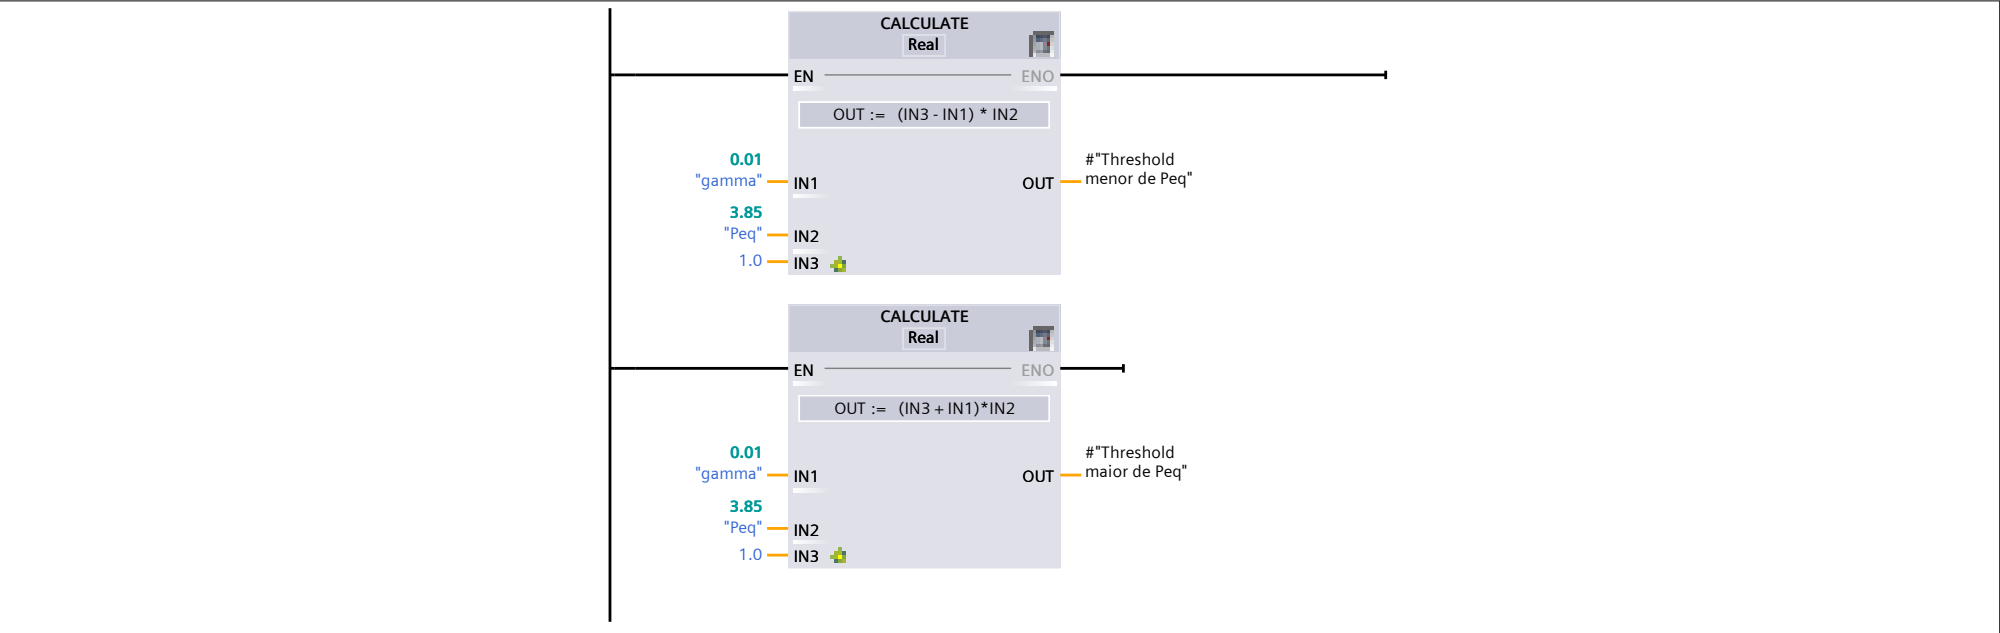 CALCULATE
Real
EN ENO
OUT := (IN3 - IN1) * IN2
0.01
"gamma" IN1 OUT #"Threshold
menor de Peq"
3.85
"Peq" IN2
1.0 IN3
CALCULATE
Real
EN ENO
OUT := (IN3 + IN1)*IN2
0.01
"gamma" IN1 OUT #"Threshold
maior de Peq"
3.85
"Peq" IN2
1.0 IN3